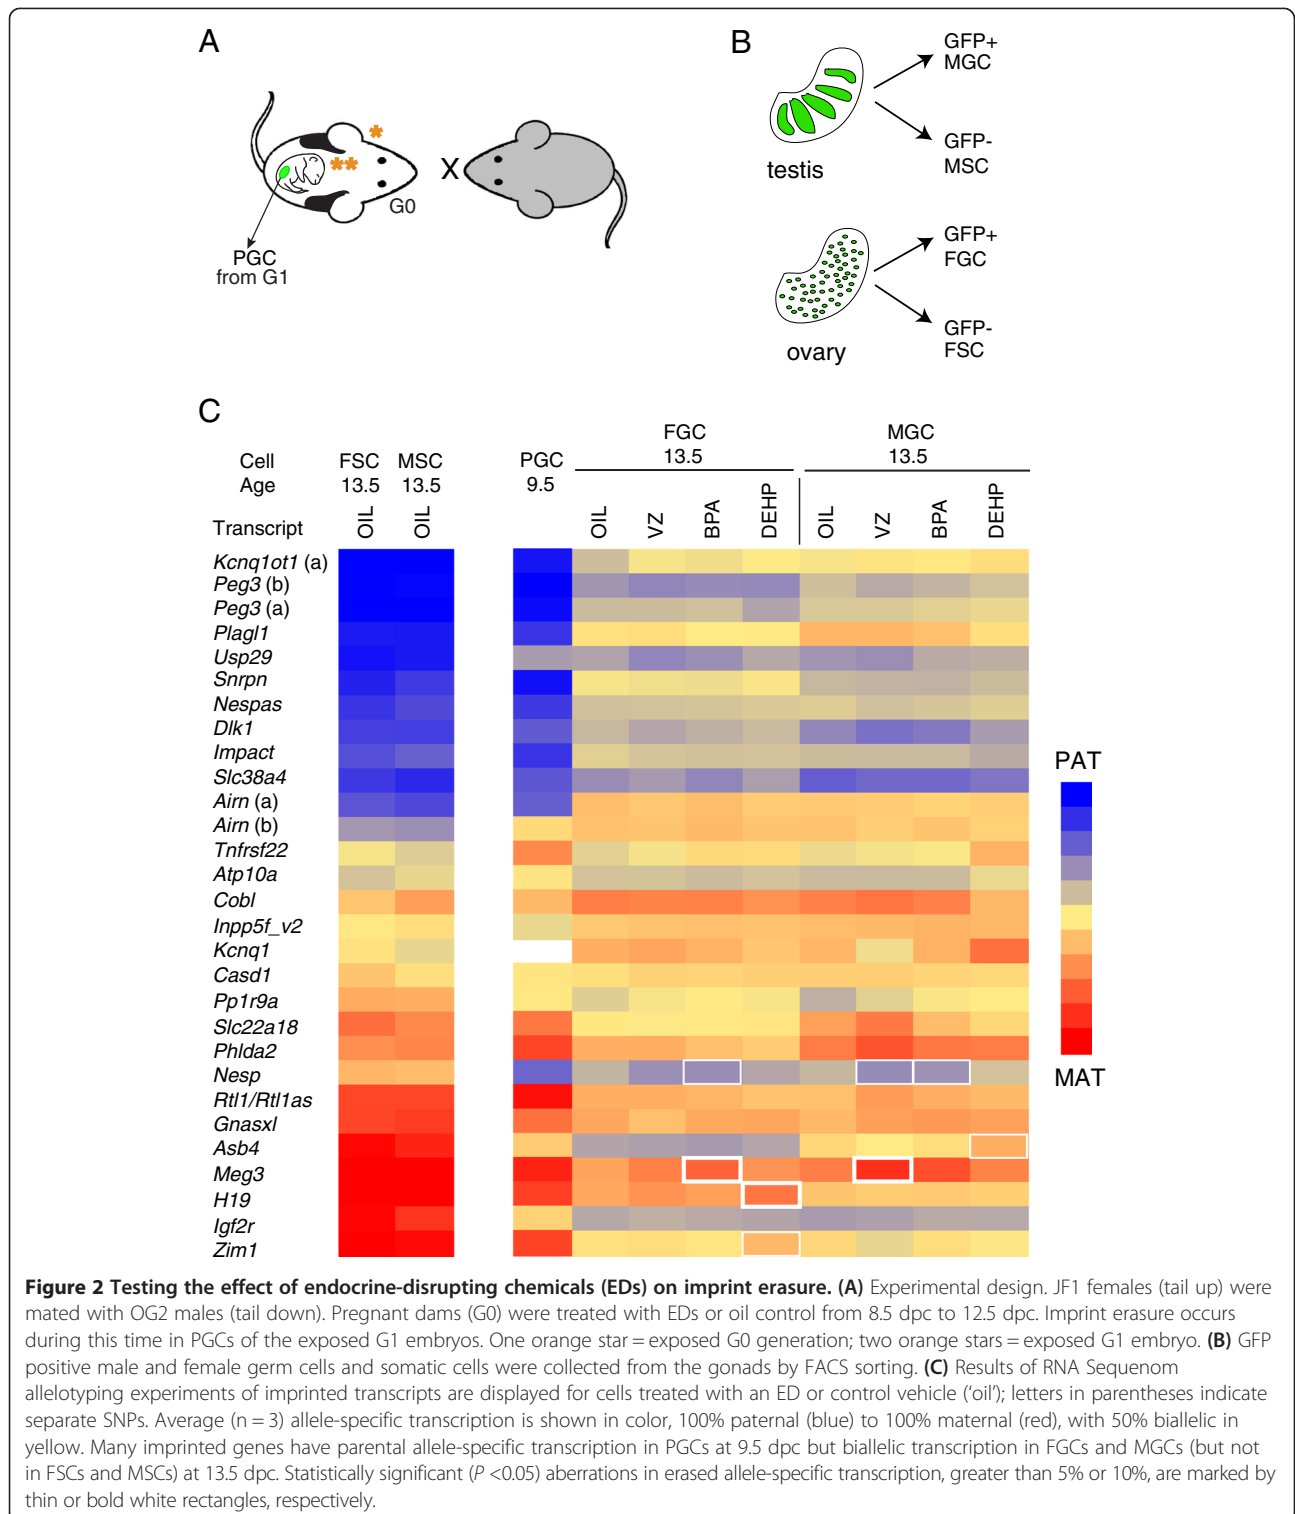 A
G0
X
PGC
from G1
B
GFP+
MGC
GFP-
MSC
testis
GFP+
FGC
GFP-
FSC
ovary
C
FGC
13.5
MGC
13.5
Cell FSC MSC PGC
Age 13.5 13.5 9.5
Transcript OIL OIL OIL VZ BPA DEHP OIL VZ BPA DEHP
Kcnq1ot1 (a)
Peg3 (b)
Peg3 (a)
Plagl1
Usp29
Snrpn
Nespas
Dlk1
Impact
Slc38a4
Airn (a)
Airn (b)
Tnfrsf22
Atp10a
Cobl
Inpp5f_v2
Kcnq1
Casd1
Pp1r9a
Slc22a18
Phlda2
Nesp
Rtl1/Rtl1as
Gnasxl
Asb4
Meg3
H19
Igf2r
Zim1
PAT
MAT
Figure 2 Testing the effect of endocrine-disrupting chemicals (EDs) on imprint erasure. (A) Experimental design. JF1 females (tail up) were
mated with OG2 males (tail down). Pregnant dams (G0) were treated with EDs or oil control from 8.5 dpc to 12.5 dpc. Imprint erasure occurs
during this time in PGCs of the exposed G1 embryos. One orange star = exposed G0 generation; two orange stars = exposed G1 embryo. (B) GFP
positive male and female germ cells and somatic cells were collected from the gonads by FACS sorting. (C) Results of RNA Sequenom
allelotyping experiments of imprinted transcripts are displayed for cells treated with an ED or control vehicle (‘oil’); letters in parentheses indicate
separate SNPs. Average (n = 3) allele-specific transcription is shown in color, 100% paternal (blue) to 100% maternal (red), with 50% biallelic in
yellow. Many imprinted genes have parental allele-specific transcription in PGCs at 9.5 dpc but biallelic transcription in FGCs and MGCs (but not
in FSCs and MSCs) at 13.5 dpc. Statistically significant (P <0.05) aberrations in erased allele-specific transcription, greater than 5% or 10%, are marked by
thin or bold white rectangles, respectively.